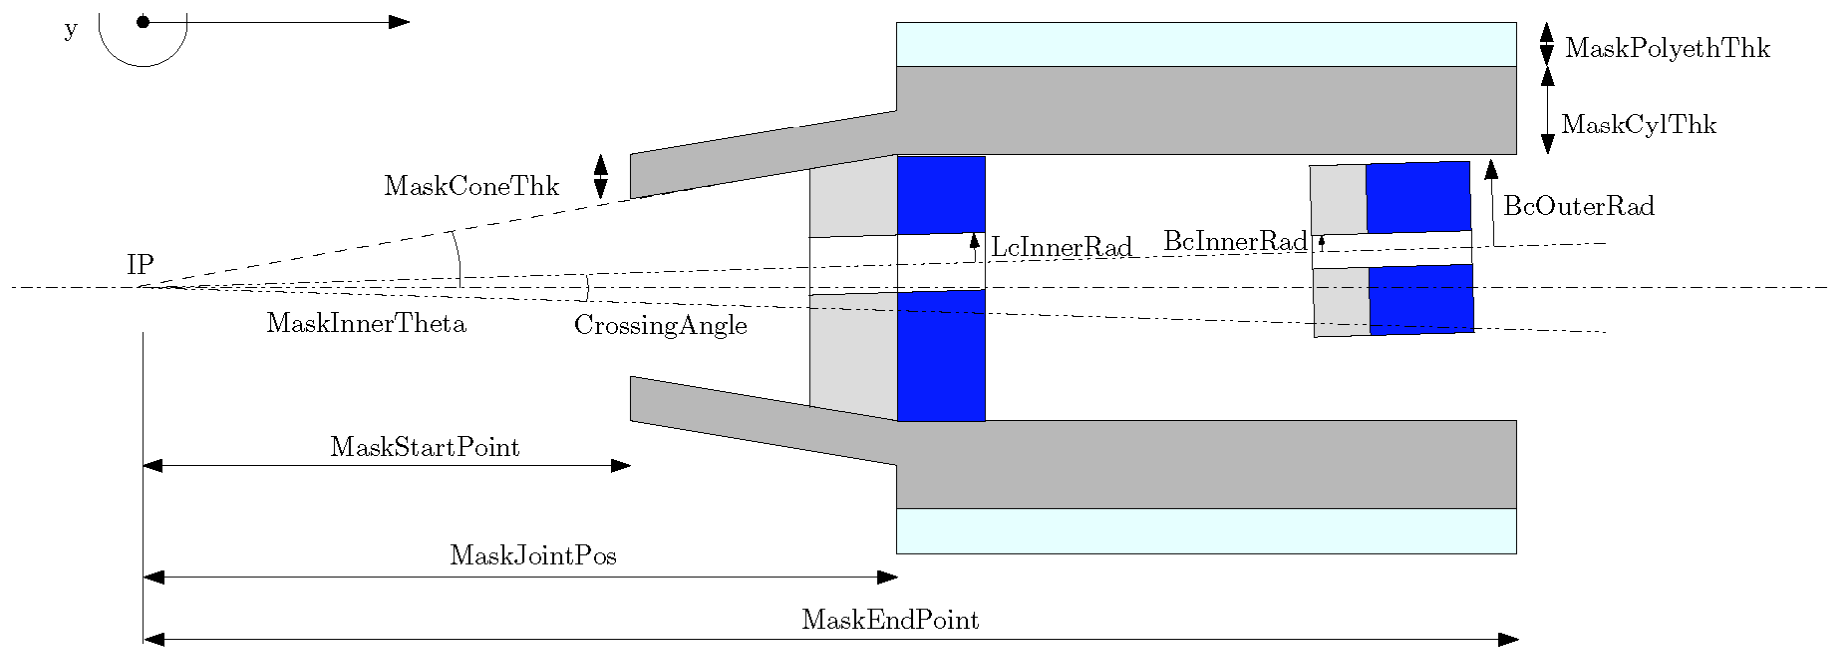 y
MaskPolyethThk
MaskCylThk
MaskConeThk
BcOuterRad
LcInnerRad
BcInnerRad
IP
MaskInnerTheta
CrossingAngle
MaskStartPoint
MaskJointPos
MaskEndPoint